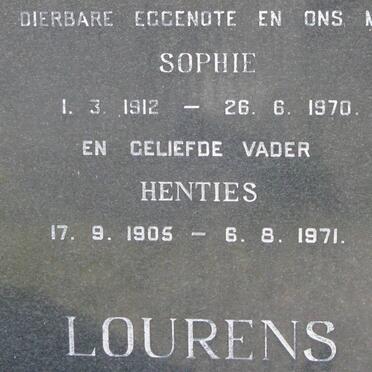 DIERBARE EGGENOTE EN ONS
SOPHIE
1. 3. 1912 — 26. 6. 1970.
EN GELIEFDE VADER
HENTIES
17. 9. 1905 — 6. 8. 1971.
LOURENS